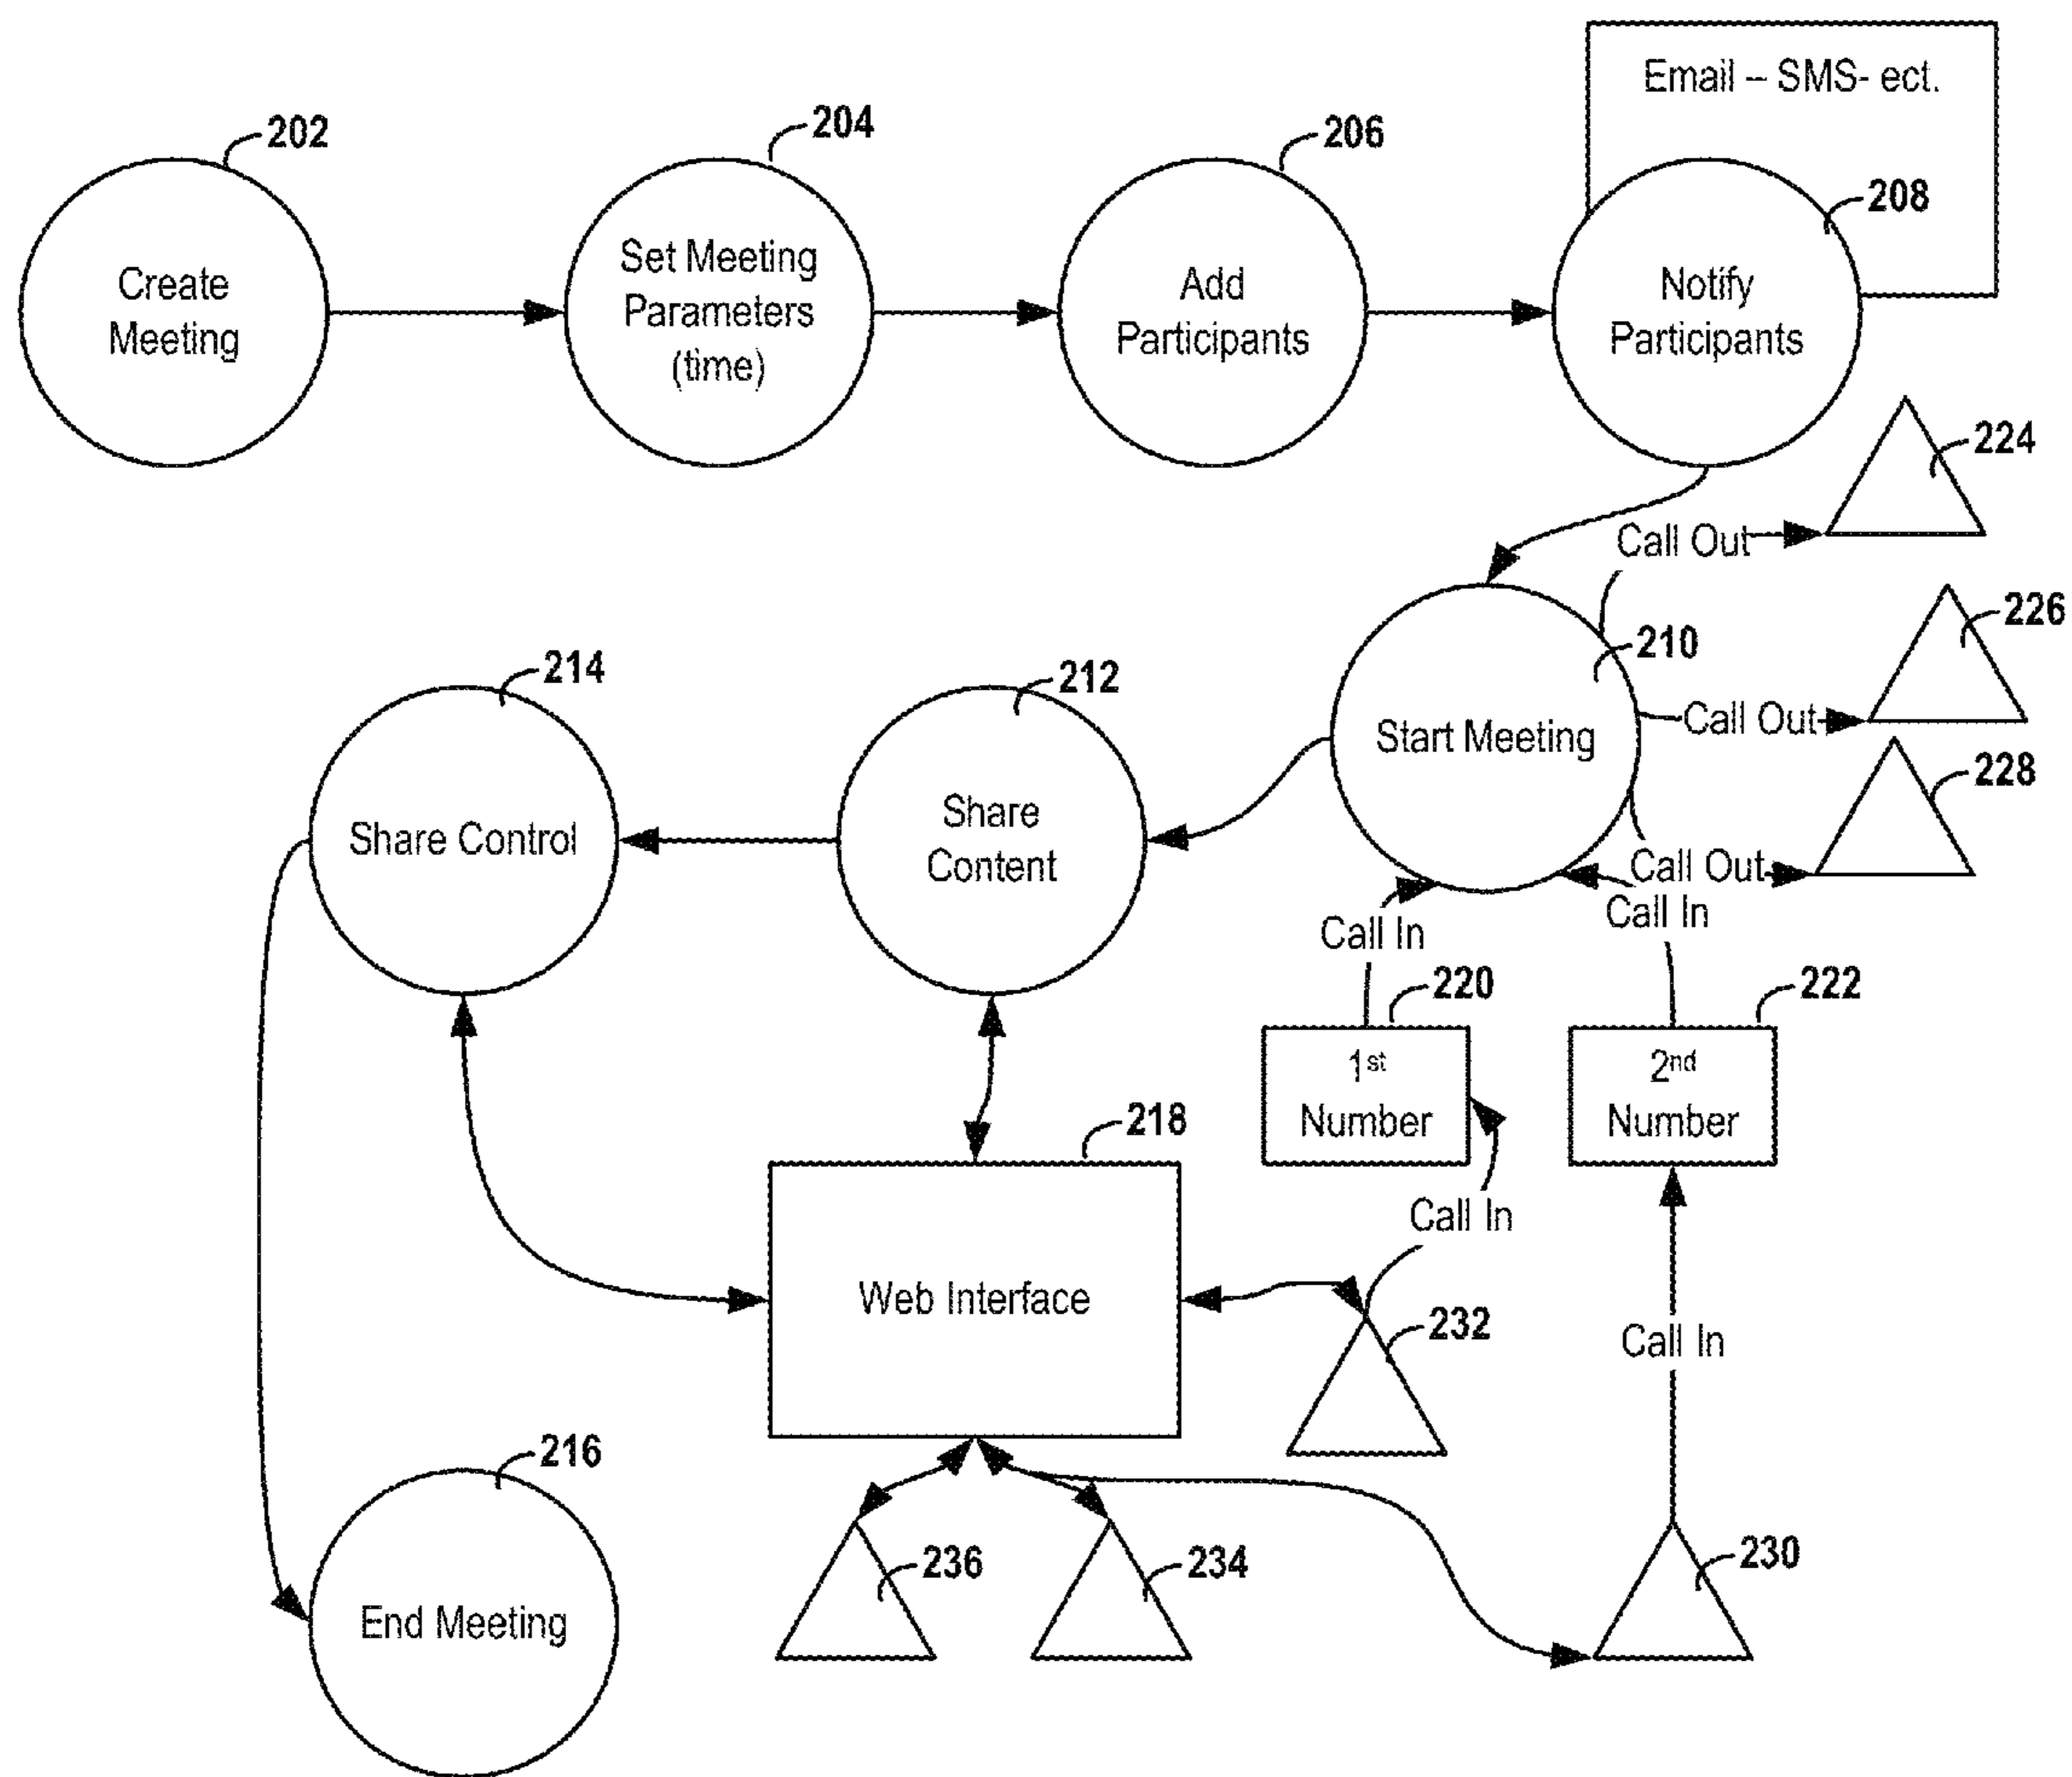 Email – SMS- ect.
202
204
206
208
Create
Meeting
Set Meeting
Parameters
(time)
Add
Participants
Notify
Participants
224
Call Out
226
210
Call Out
228
Start Meeting
214
212
Share Control
Share
Content
Call Out
Call In
Call In
220
222
1st
Number
2nd
Number
218
Call In
Web Interface
232
Call In
216
236
234
230
End Meeting